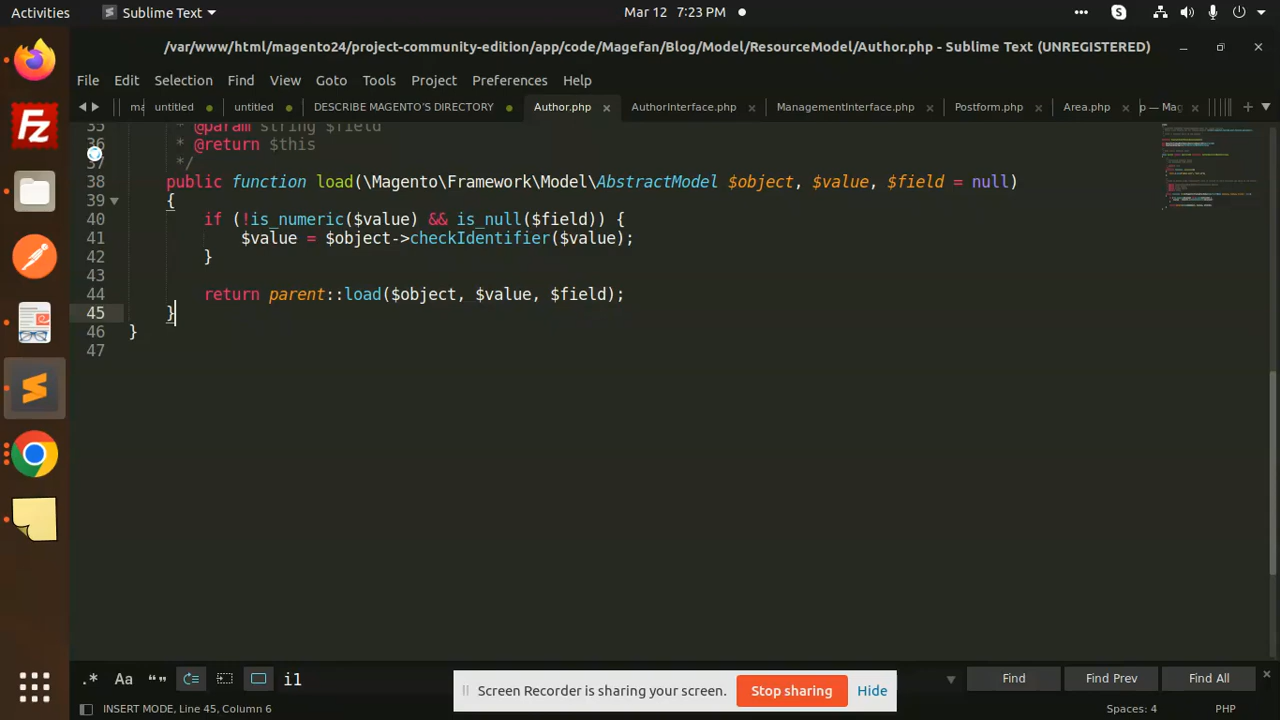 Activities
Sublime Text
Mar 12 7:23 PM
/var/www/html/magento24/project-community-edition/app/code/Magefan/Blog/Model/ResourceModel/Author.php - Sublime Text (UNREGISTERED)
File Edit Selection Find View Goto Tools Project Preferences Help
ma untitled untitled DESCRIBE MAGENTO'S DIRECTORY Author.php AuthorInterface.php ManagementInterface.php Postform.php Area.php p — Mag
35 * @param string $field
36 * @return $this
37 */
38 public function load(\Magento\Framework\Model\AbstractModel $object, $value, $field = null)
39 {
40 if (!is_numeric($value) && is_null($field)) {
41 $value = $object->checkIdentifier($value);
42 }
43
44 return parent::load($object, $value, $field);
45 }
46 }
47
.* Aa “” i1 Find Find Prev Find All
Screen Recorder is sharing your screen. Stop sharing Hide
INSERT MODE, Line 45, Column 6 Spaces: 4 PHP